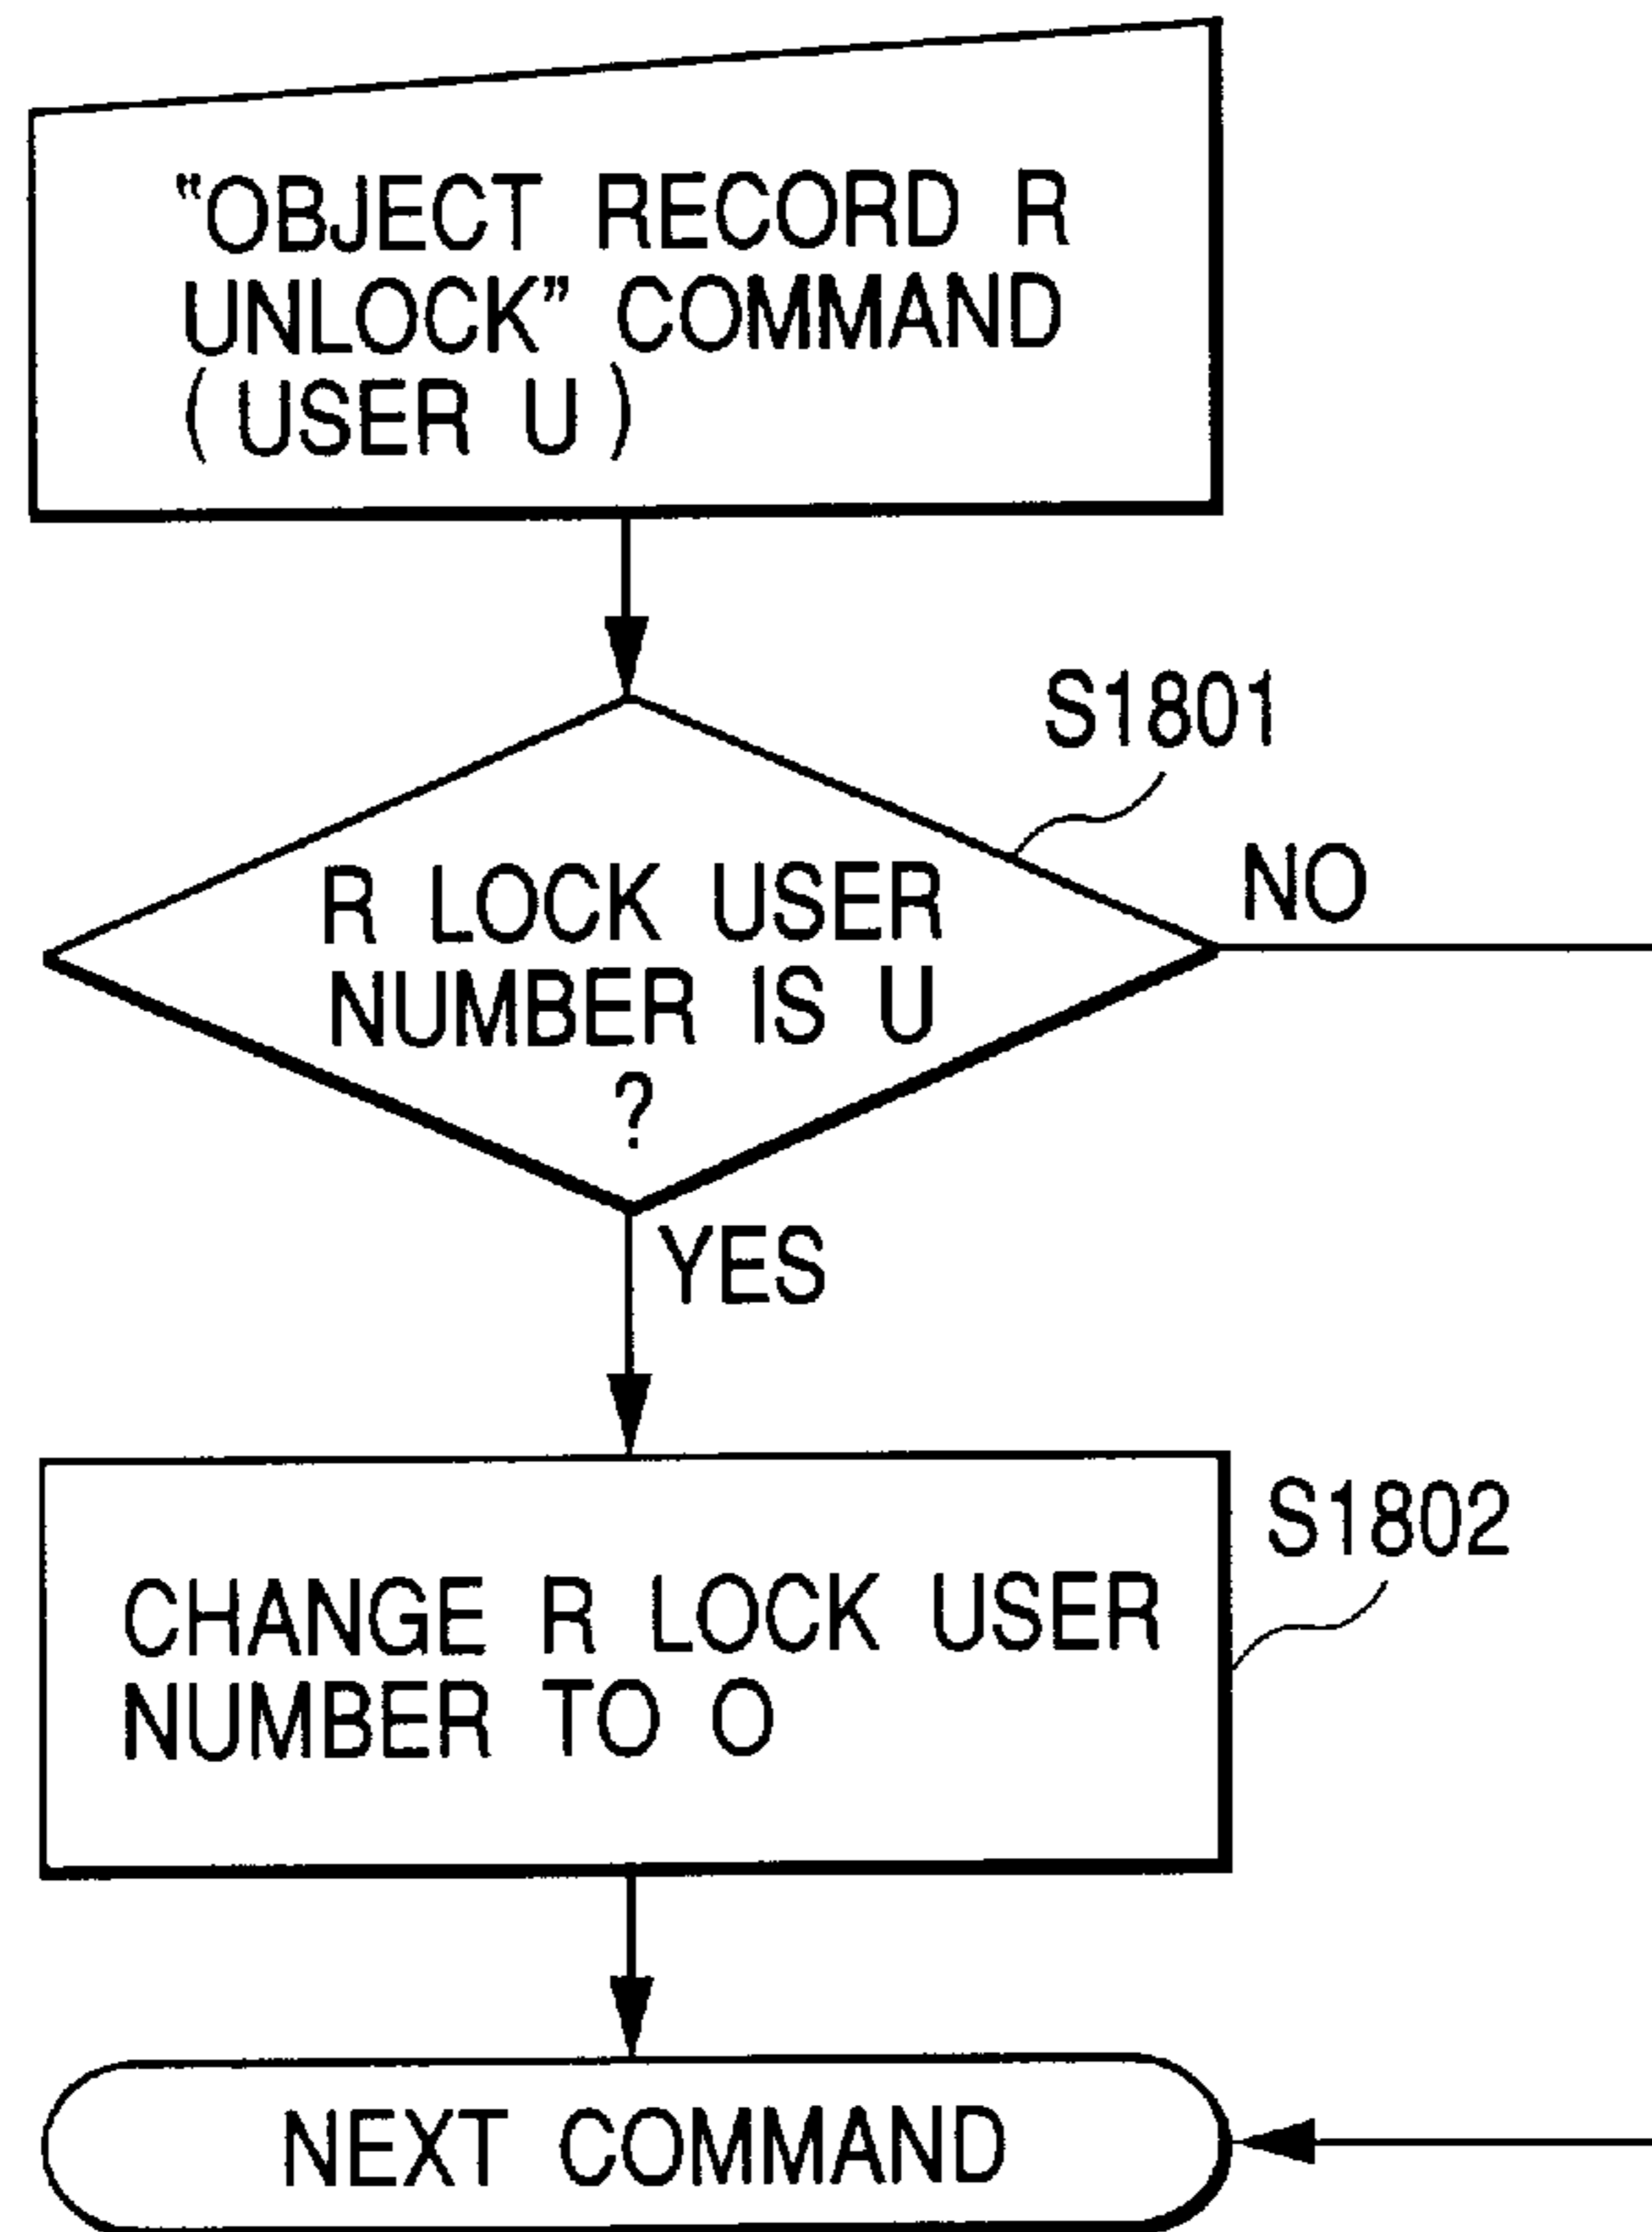 “OBJECT RECORD R
UNLOCK” COMMAND
(USER U)
S1801
R LOCK USER
NUMBER IS U
?
NO
YES
S1802
CHANGE R LOCK USER
NUMBER TO O
NEXT COMMAND